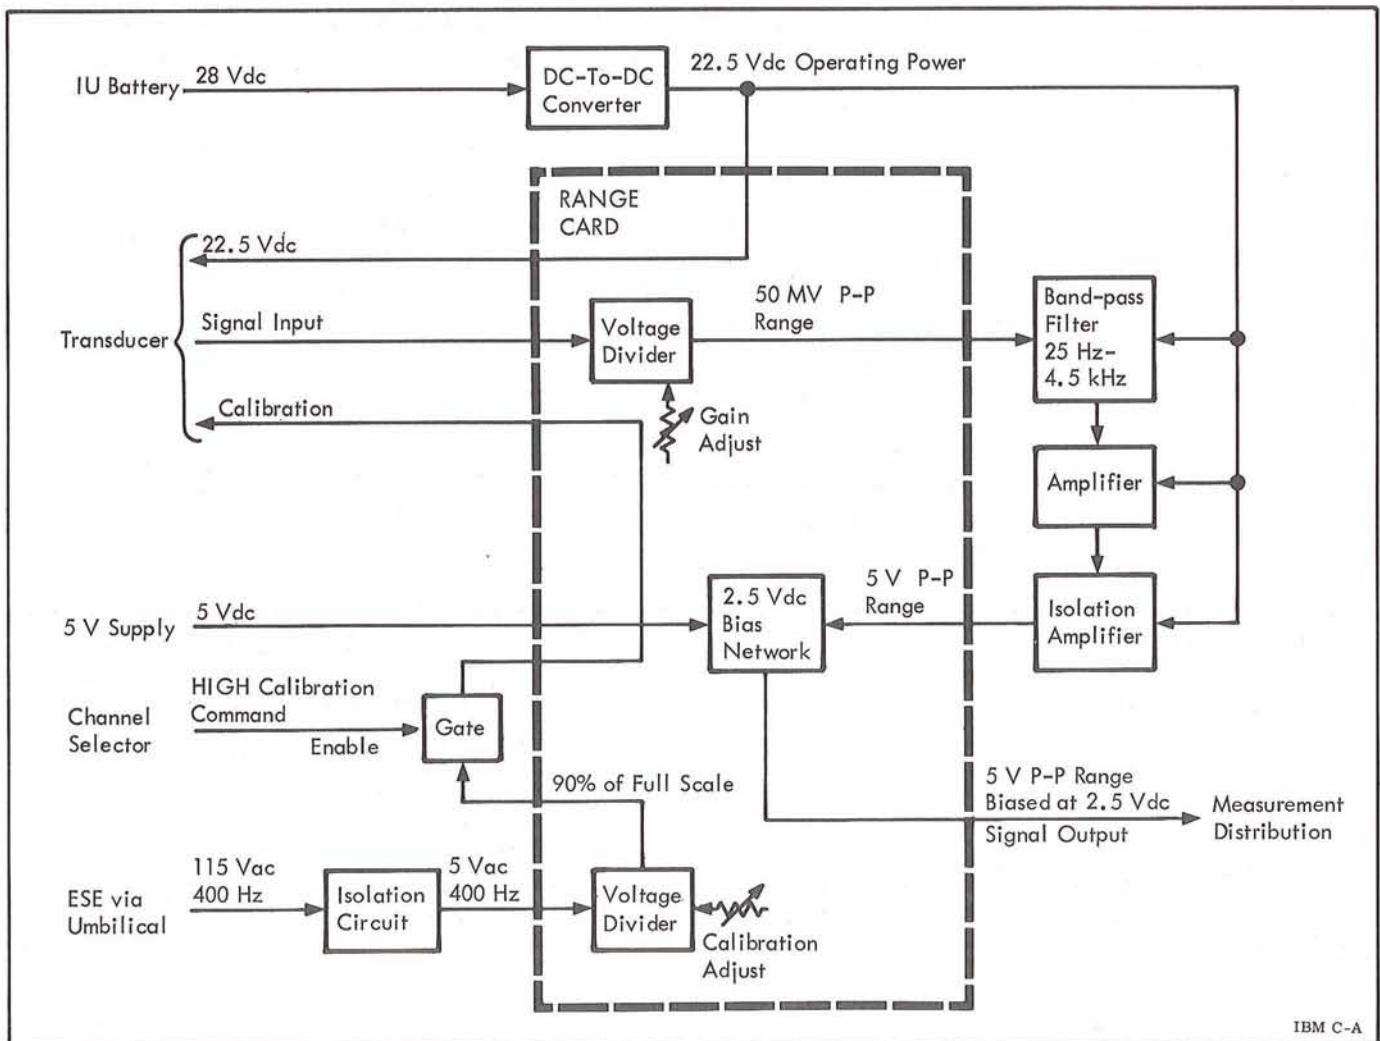 IU Battery
28 Vdc
DC-To-DC
Converter
22.5 Vdc Operating Power
RANGE
CARD
Transducer
22.5 Vdc
Signal Input
Calibration
Voltage
Divider
50 MV P-P
Range
Gain
Adjust
Band-pass
Filter
25 Hz-
4.5 kHz
Amplifier
Isolation
Amplifier
5 V P-P
Range
2.5 Vdc
Bias
Network
5 V Supply
5 Vdc
Channel
Selector
HIGH Calibration
Command
Enable
Gate
90% of Full Scale
5 V P-P Range
Biased at 2.5 Vdc
Signal Output
Measurement
Distribution
ESE via
Umbilical
115 Vac
400 Hz
Isolation
Circuit
5 Vac
400 Hz
Voltage
Divider
Calibration
Adjust
IBM C-A